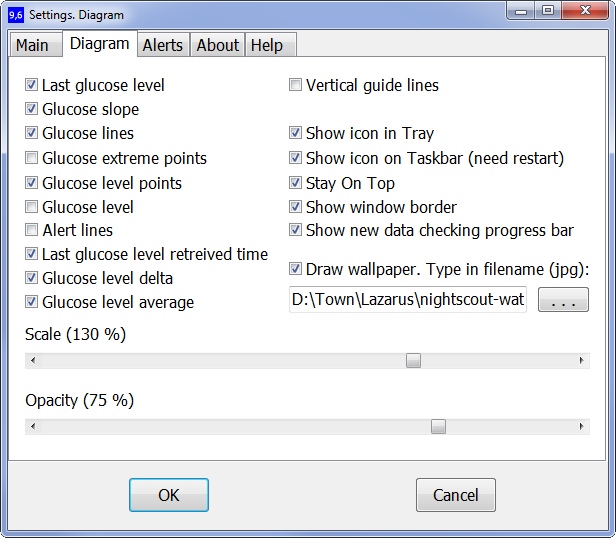 9,6 Settings. Diagram
Main Diagram Alerts About Help
Last glucose level
Glucose slope
Glucose lines
Glucose extreme points
Glucose level points
Glucose level
Alert lines
Last glucose level retreived time
Glucose level delta
Glucose level average
Vertical guide lines
Show icon in Tray
Show icon on Taskbar (need restart)
Stay On Top
Show window border
Show new data checking progress bar
Draw wallpaper. Type in filename (jpg):
D:\Town\Lazarus\nightscout-wat ...
Scale (130 %)
Opacity (75 %)
OK Cancel